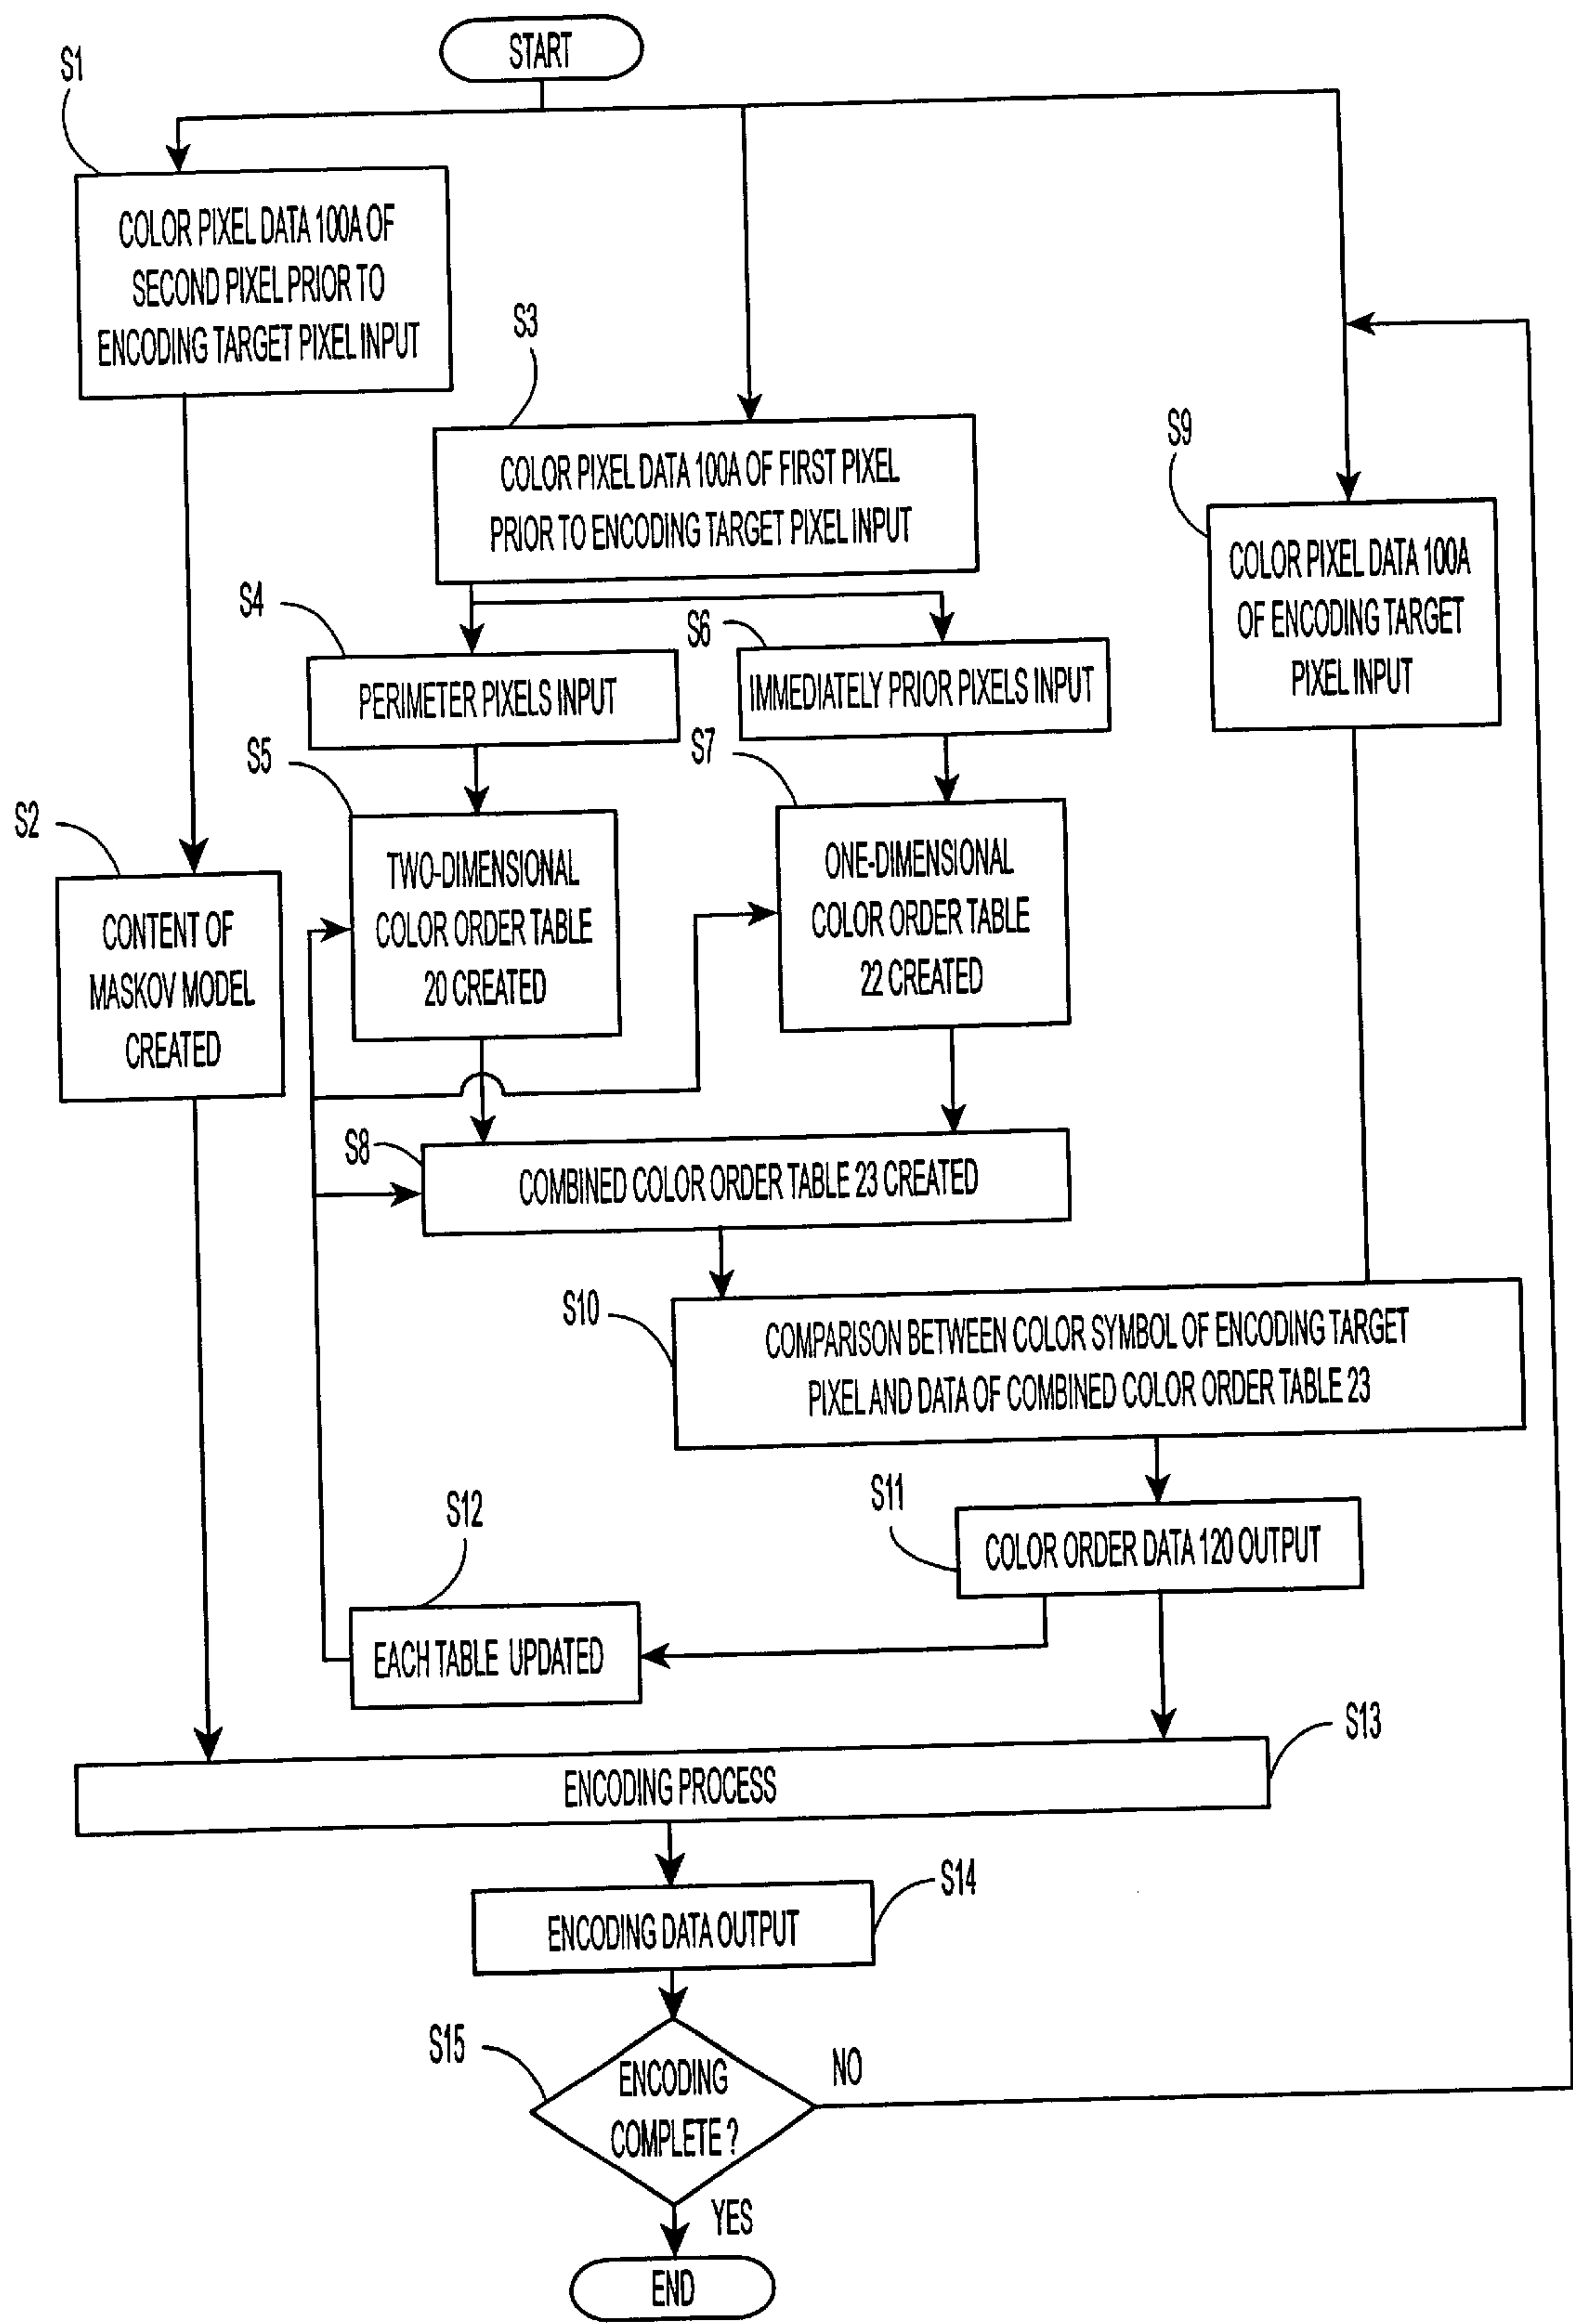 START
S1
COLOR PIXEL DATA 100A OF
SECOND PIXEL PRIOR TO
ENCODING TARGET PIXEL INPUT
S3
COLOR PIXEL DATA 100A OF FIRST PIXEL
PRIOR TO ENCODING TARGET PIXEL INPUT
S9
COLOR PIXEL DATA 100A
OF ENCODING TARGET
PIXEL INPUT
S4
PERIMETER PIXELS INPUT
S6
IMMEDIATELY PRIOR PIXELS INPUT
S5
TWO-DIMENSIONAL
COLOR ORDER TABLE
20 CREATED
S7
ONE-DIMENSIONAL
COLOR ORDER TABLE
22 CREATED
S2
CONTENT OF
MASKOV MODEL
CREATED
S8
COMBINED COLOR ORDER TABLE 23 CREATED
S10
COMPARISON BETWEEN COLOR SYMBOL OF ENCODING TARGET
PIXEL AND DATA OF COMBINED COLOR ORDER TABLE 23
S11
COLOR ORDER DATA 120 OUTPUT
S12
EACH TABLE UPDATED
S13
ENCODING PROCESS
S14
ENCODING DATA OUTPUT
S15
ENCODING
COMPLETE ?
NO
YES
END